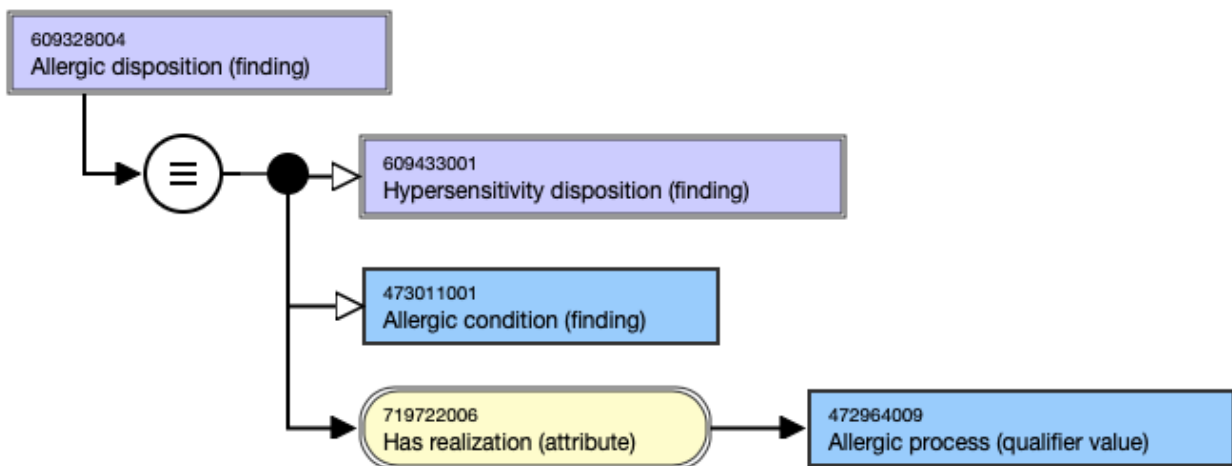 609328004
Allergic disposition (finding)
609433001
Hypersensitivity disposition (finding)
473011001
Allergic condition (finding)
719722006
Has realization (attribute)
472964009
Allergic process (qualifier value)